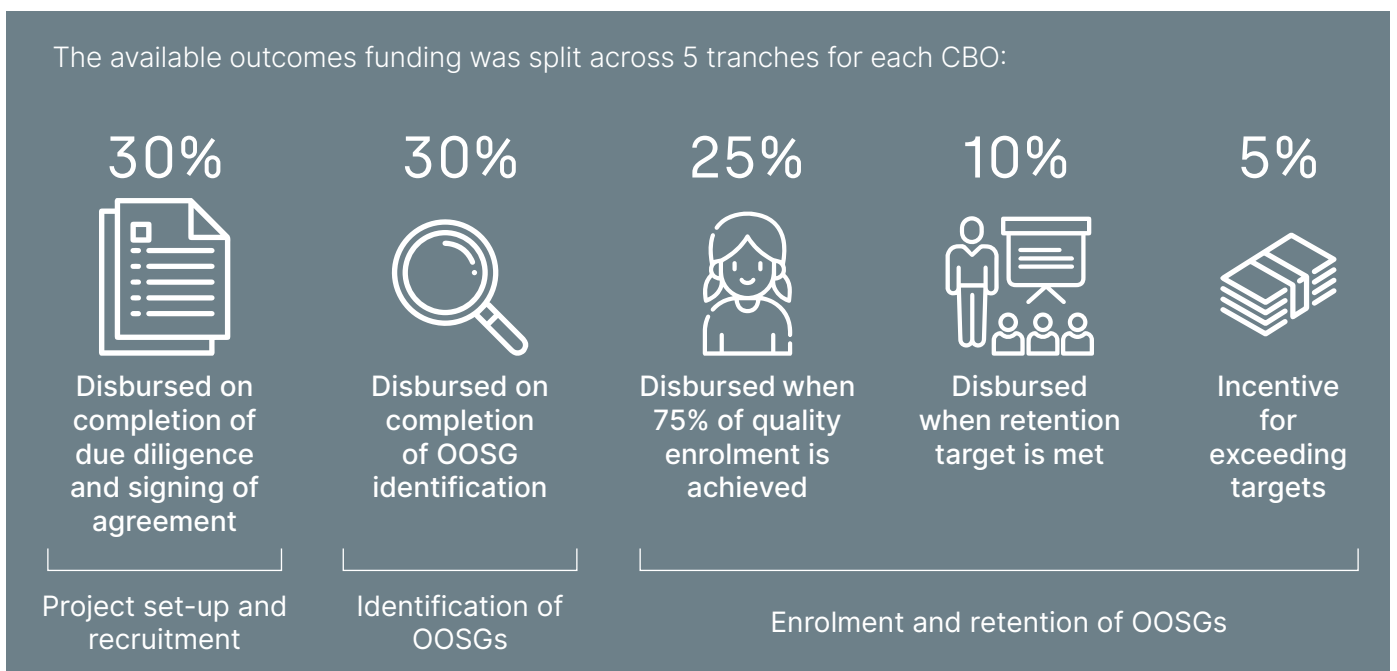 The available outcomes funding was split across 5 tranches for each CBO:
30%
Disbursed on
completion of
due diligence
and signing of
agreement
30%
Disbursed on
completion
of OOSG
identification
25%
Disbursed when
75% of quality
enrolment is
achieved
10%
Disbursed
when retention
target is met
5%
Incentive
for
exceeding
targets
Project set-up and
recruitment
Identification of
OOSGs
Enrolment and retention of OOSGs